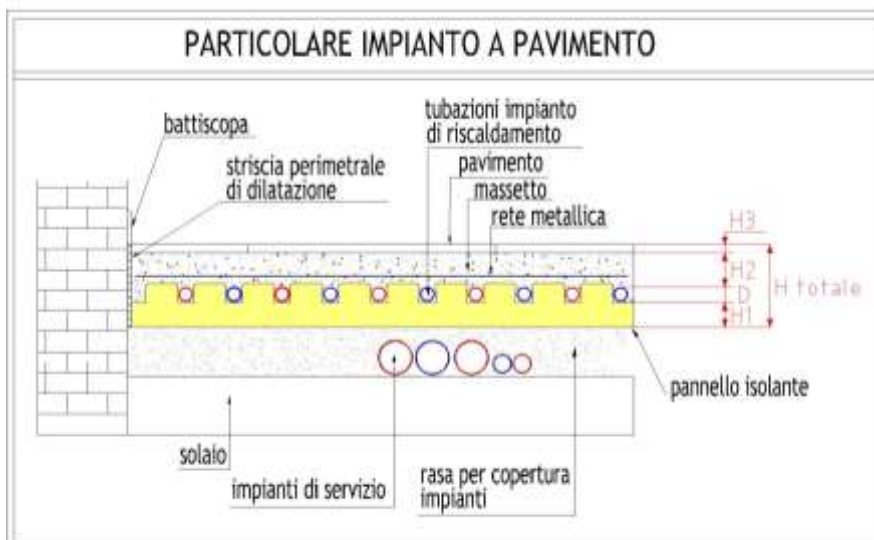 PARTICOLARE IMPIANTO A PAVIMENTO
battiscopa
tubazioni impianto
di riscaldamento
striscia perimetrale
di dilatazione
pavimento
massetto
rete metallica
H3
H2
D
H1
H totale
pannello isolante
solaio
impianti di servizio
rasa per copertura
impianti